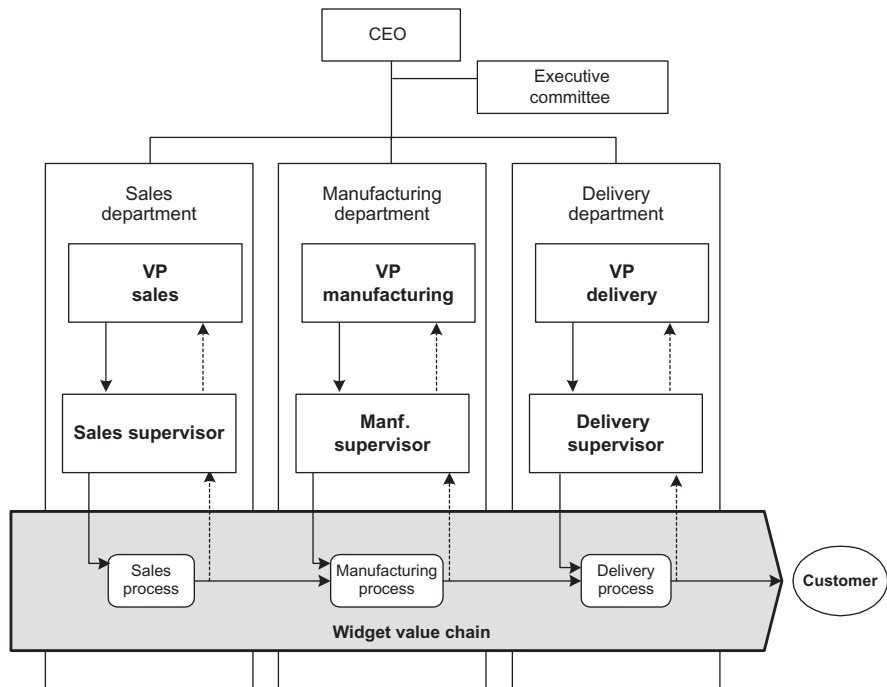 CEO
Executive
committee
Sales
department
Manufacturing
department
Delivery
department
VP
sales
VP
manufacturing
VP
delivery
Sales supervisor
Manf.
supervisor
Delivery
supervisor
Sales
process
Manufacturing
process
Delivery
process
Customer
Widget value chain